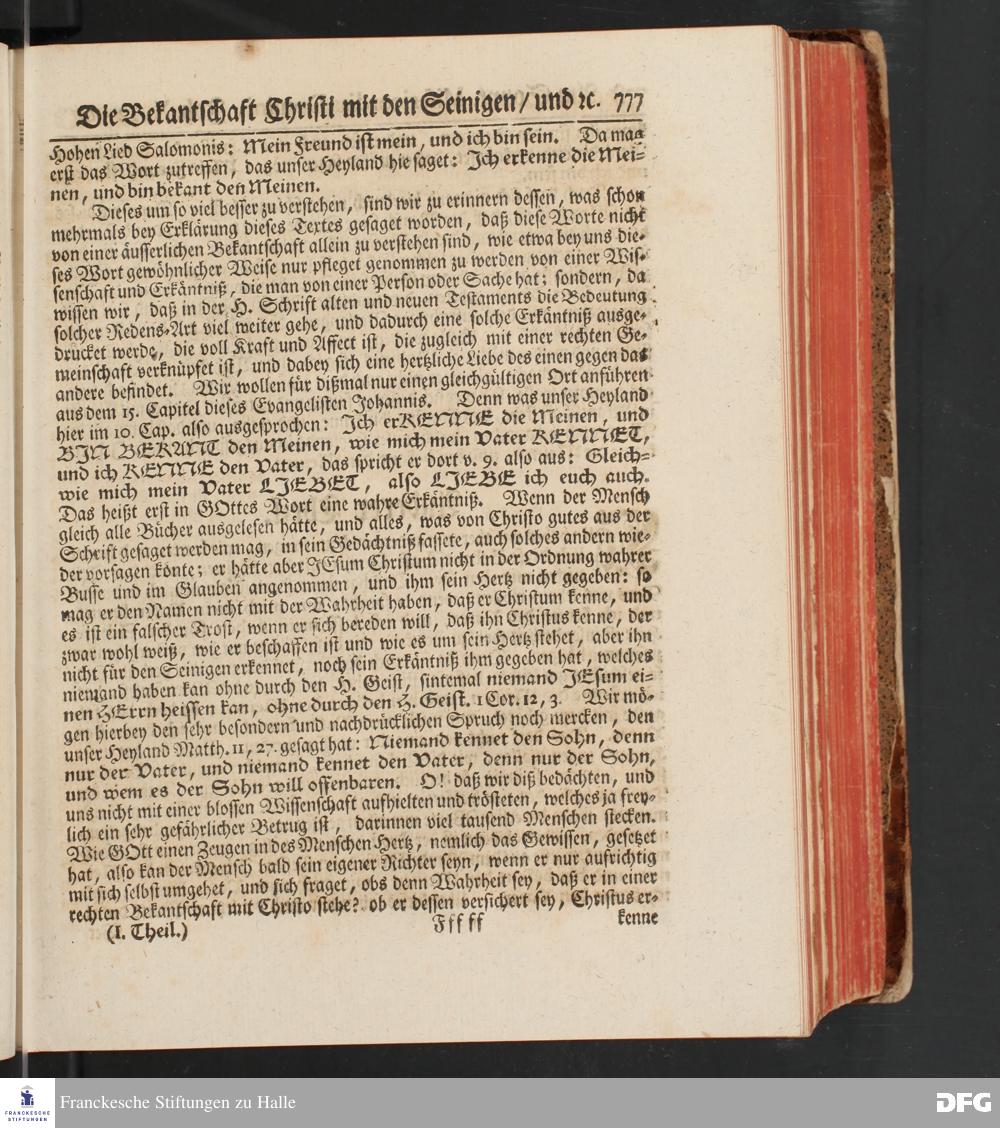 Die Bekantschaft Christi mit den Seinigen/ und ꝛc. 777
Hohen Lied Salomonis: Mein Freund ist mein, und ich bin sein. Da mag
erst das Wort zutreffen, das unser Heyland hie saget: Ich erkenne die Mei-
nen, und bin bekant den Meinen.
Dieses um so viel besser zu verstehen, sind wir zu erinnern dessen, was schon
mehrmals bey Erklärung dieses Textes gesaget worden, daß diese Worte nicht
von einer äusserlichen Bekantschaft allein zu verstehen sind, wie etwa bey uns die-
ses Wort gewöhnlicher Weise nur pfleget genommen zu werden von einer Wis-
senschaft und Erkäntniß, die man von einer Person oder Sache hat; sondern, da
wissen wir, daß in der H. Schrift alten und neuen Testaments die Bedeutung
solcher Redens-Art viel weiter gehe, und dadurch eine solche Erkäntniß ausge-
drücket werde, die voll Kraft und Affect ist, die zugleich mit einer rechten Ge-
meinschaft verknüpfet ist, und dabey sich eine hertzliche Liebe des einen gegen das
andere befindet. Wir wollen für dißmal nur einen gleichgültigen Ort anführen
aus dem 15. Capitel dieses Evangelisten Johannis. Denn was unser Heyland
hier im 10. Cap. also ausgesprochen: Ich erKENNE die Meinen, und
BIN BEKANT den Meinen, wie mich mein Vater KENNET,
und ich KENNE den Vater, das spricht er dort v. 9. also aus: Gleich-
wie mich mein Vater LIEBET, also LIEBE ich euch auch.
Das heißt erst in GOttes Wort eine wahre Erkäntniß. Wenn der Mensch
gleich alle Bücher ausgelesen hätte, und alles, was von Christo gutes aus der
Schrift gesaget werden mag, in sein Gedächtniß fassete, auch solches andern wie-
der vorsagen könte; er hätte aber JEsum Christum nicht in der Ordnung wahrer
Busse und im Glauben angenommen, und ihm sein Hertz nicht gegeben: so
mag er den Namen nicht mit der Wahrheit haben, daß er Christum kenne, und
es ist ein falscher Trost, wenn er sich bereden will, daß ihn Christus kenne, der
zwar wohl weiß, wie er beschaffen ist und wie es um sein Hertz stehet, aber ihn
nicht für den Seinigen erkennet, noch sein Erkäntniß ihm gegeben hat, welches
niemand haben kan ohne durch den H. Geist, sintemal niemand JEsum ei-
nen HErrn heissen kan, ohne durch den H. Geist. 1 Cor. 12, 3. Wir mö-
gen hierbey den sehr besondern und nachdrücklichen Spruch noch mercken, den
unser Heyland Matth. 11, 27. gesagt hat: Niemand kennet den Sohn, denn
nur der Vater, und niemand kennet den Vater, denn nur der Sohn,
und wem es der Sohn will offenbaren. O! daß wir diß bedächten, und
uns nicht mit einer blossen Wissenschaft aufhielten und trösteten, welches ja frey-
lich ein sehr gefährlicher Betrug ist, darinnen viel tausend Menschen stecken.
Wie GOtt einen Zeugen in des Menschen Hertz, nemlich das Gewissen, gesetzet
hat, also kan der Mensch bald sein eigener Richter seyn, wenn er nur aufrichtig
mit sich selbst umgehet, und sich fraget, obs denn Wahrheit sey, daß er in einer
rechten Bekantschaft mit Christo stehe? ob er dessen versichert sey, Christus er-
(I. Theil.) Fff ff kenne
FRANCKESCHE STIFTUNGEN
Franckesche Stiftungen zu Halle
DFG